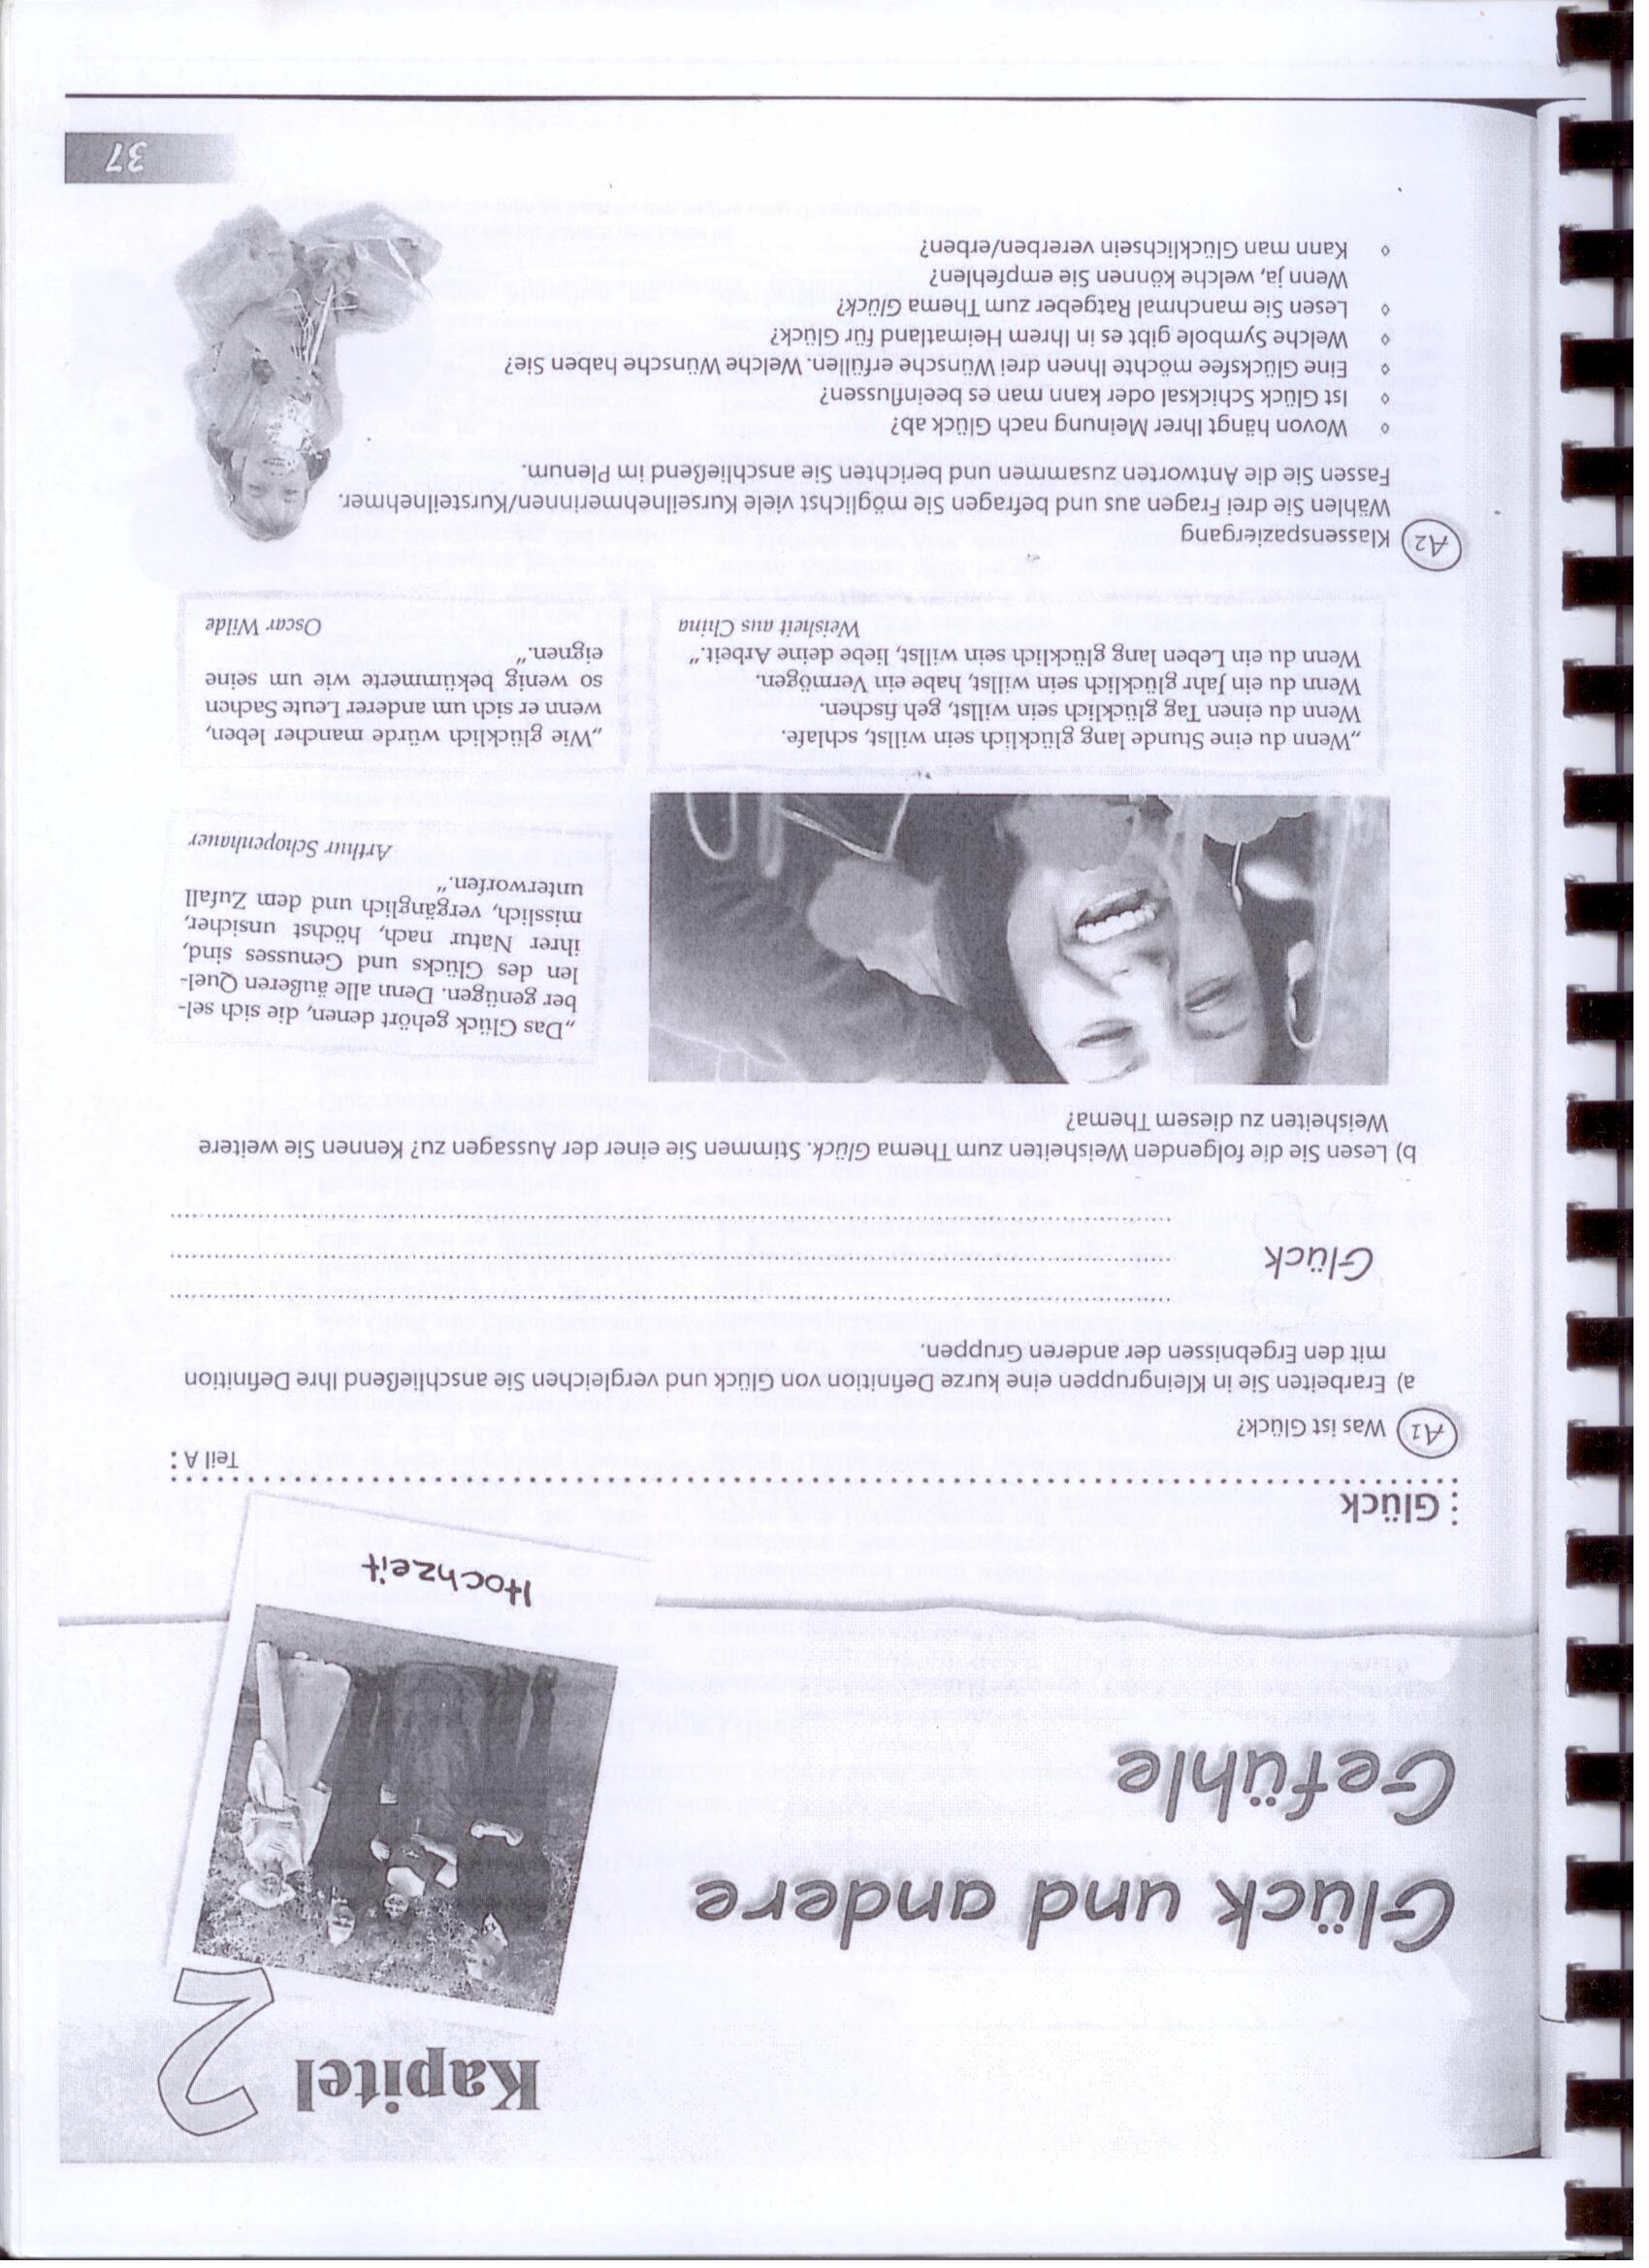 Kapitel 2
Glück und andere
Gefühle
Hochzeit
Glück
Teil A
A1 Was ist Glück?
a) Erarbeiten Sie in Kleingruppen eine kurze Definition von Glück und vergleichen Sie anschließend Ihre Definition
mit den Ergebnissen der anderen Gruppen.
Glück
b) Lesen Sie die folgenden Weisheiten zum Thema Glück. Stimmen Sie einer der Aussagen zu? Kennen Sie weitere
Weisheiten zu diesem Thema?
„Das Glück gehört denen, die sich sel-
ber genügen. Denn alle äußeren Quel-
len des Glücks und Genusses sind,
ihrer Natur nach, höchst unsicher,
misslich, vergänglich und dem Zufall
unterworfen.“
Arthur Schopenhauer
„Wenn du eine Stunde lang glücklich sein willst, schlafe.
Wenn du einen Tag glücklich sein willst, geh fischen.
Wenn du ein Jahr glücklich sein willst, habe ein Vermögen.
Wenn du ein Leben lang glücklich sein willst, liebe deine Arbeit.“
Weisheit aus China
„Wie glücklich würde mancher leben,
wenn er sich um anderer Leute Sachen
so wenig bekümmerte wie um seine
eignen.“
Oscar Wilde
A2 Klassenspaziergang
Wählen Sie drei Fragen aus und befragen Sie möglichst viele Kurseilnehmerinnen/Kursteilnehmer.
Fassen Sie die Antworten zusammen und berichten Sie anschließend im Plenum.
◊ Wovon hängt Ihrer Meinung nach Glück ab?
◊ Ist Glück Schicksal oder kann man es beeinflussen?
◊ Eine Glücksfee möchte Ihnen drei Wünsche erfüllen. Welche Wünsche haben Sie?
◊ Welche Symbole gibt es in Ihrem Heimatland für Glück?
◊ Lesen Sie manchmal Ratgeber zum Thema Glück?
Wenn ja, welche können Sie empfehlen?
◊ Kann man Glücklichsein vererben/erben?
37